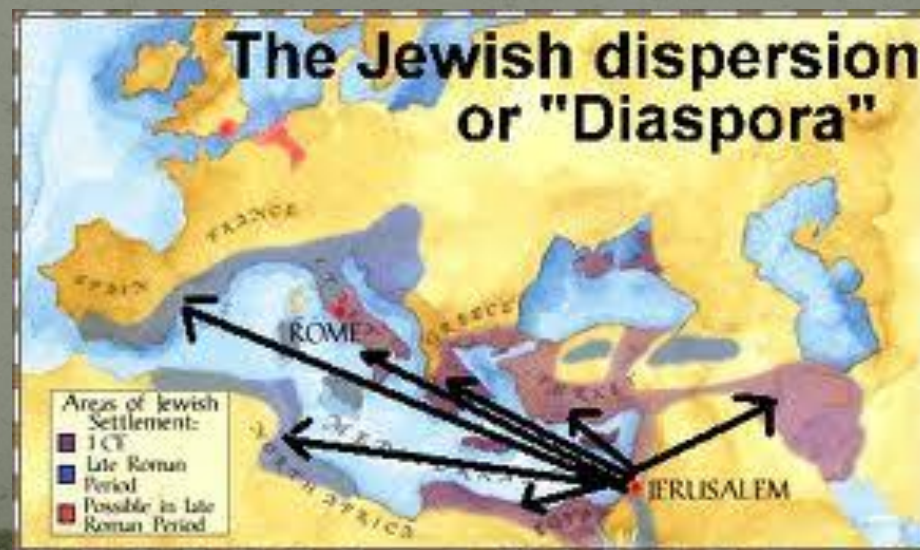 The Jewish dispersion
or "Diaspora"
FRANCE
SPAIN
ROME
GREECE
JERUSALEM
NORTH AFRICA
Areas of Jewish
Settlement:
1 CE
Late Roman
Period
Possible in late
Roman Period